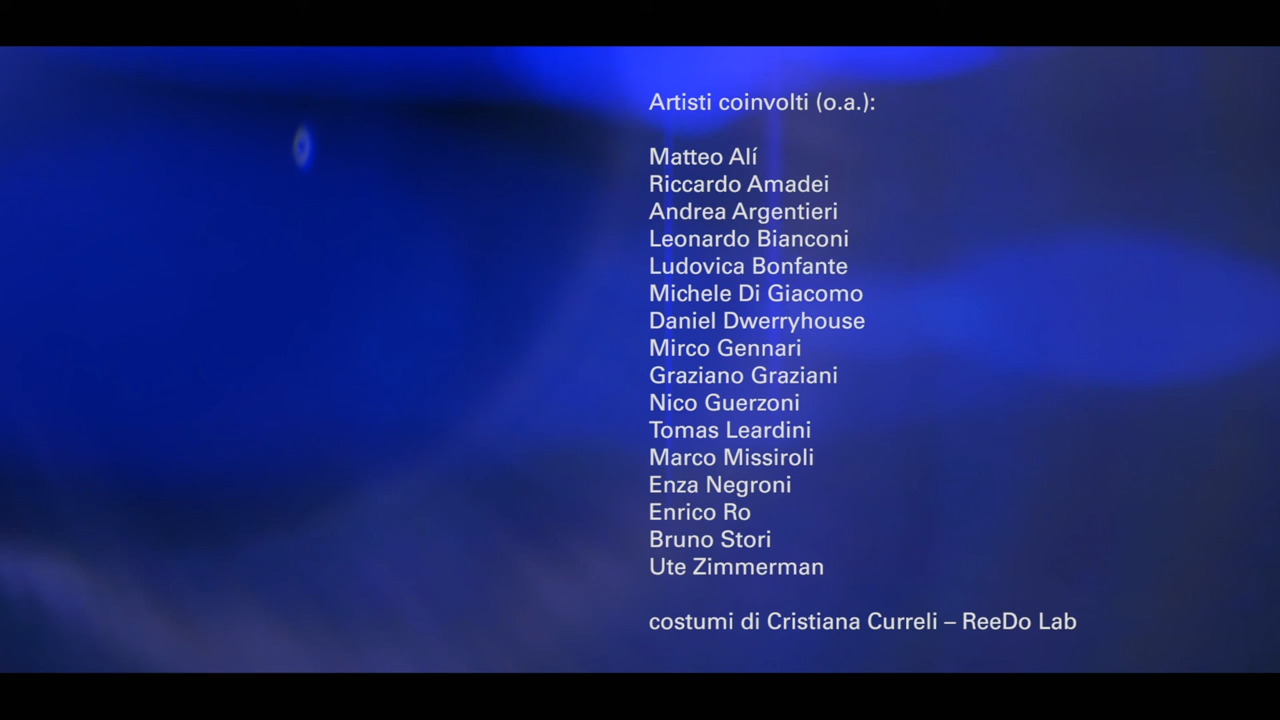 Artisti coinvolti (o.a.):
Matteo Alí
Riccardo Amadei
Andrea Argentieri
Leonardo Bianconi
Ludovica Bonfante
Michele Di Giacomo
Daniel Dwerryhouse
Mirco Gennari
Graziano Graziani
Nico Guerzoni
Tomas Leardini
Marco Missiroli
Enza Negroni
Enrico Ro
Bruno Stori
Ute Zimmerman
costumi di Cristiana Curreli – ReeDo Lab